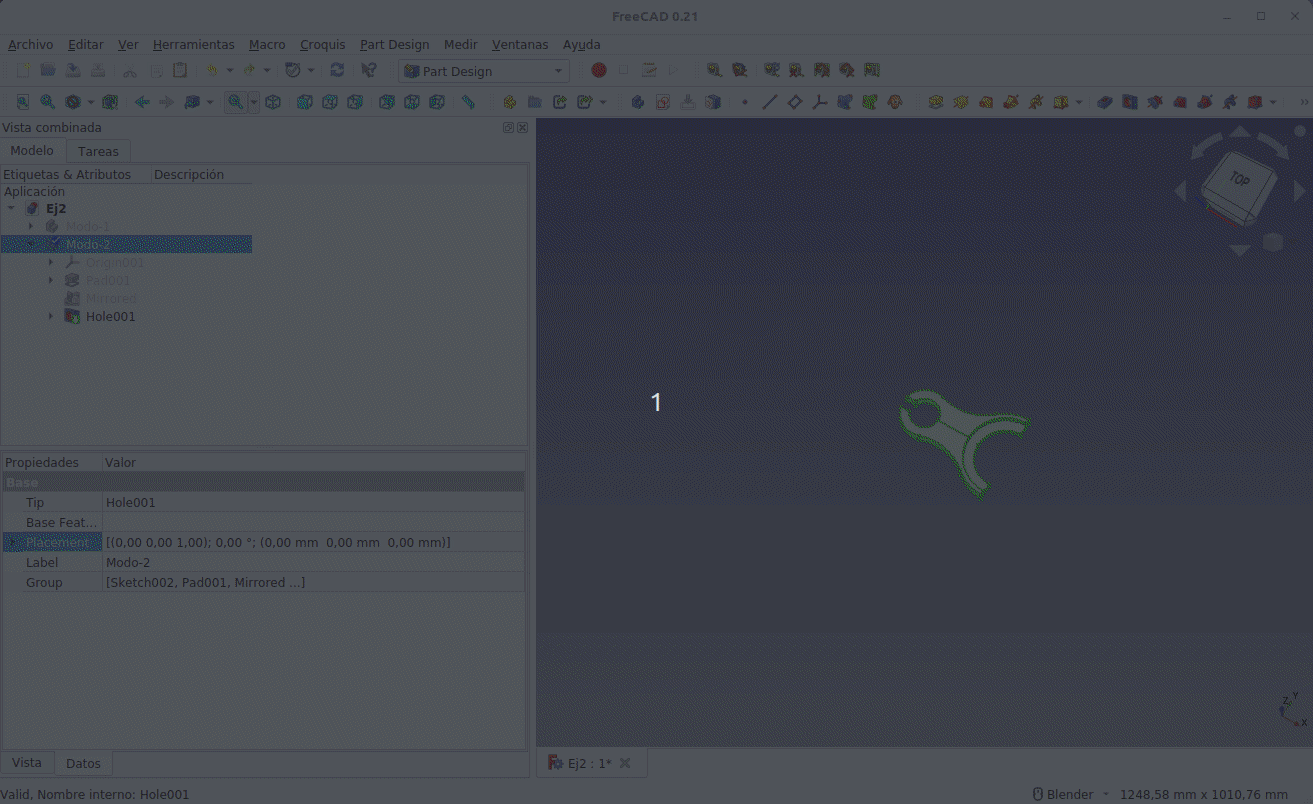 FreeCAD 0.21
Archivo Editar Ver Herramientas Macro Croquis Part Design Medir Ventanas Ayuda
Part Design
Vista combinada
Modelo Tareas
Etiquetas & Atributos Descripción
Aplicación
Ej2
Modo-1
Modo-2
Origin001
Pad001
Mirrored
Hole001
TOP
1
Propiedades Valor
Base
Tip Hole001
Base Feat...
Placement [(0,00 0,00 1,00); 0,00 °; (0,00 mm 0,00 mm 0,00 mm)]
Label Modo-2
Group [Sketch002, Pad001, Mirrored ...]
Z Y
X
Vista Datos
Ej2 : 1*
Valid, Nombre interno: Hole001
Blender 1248,58 mm x 1010,76 mm